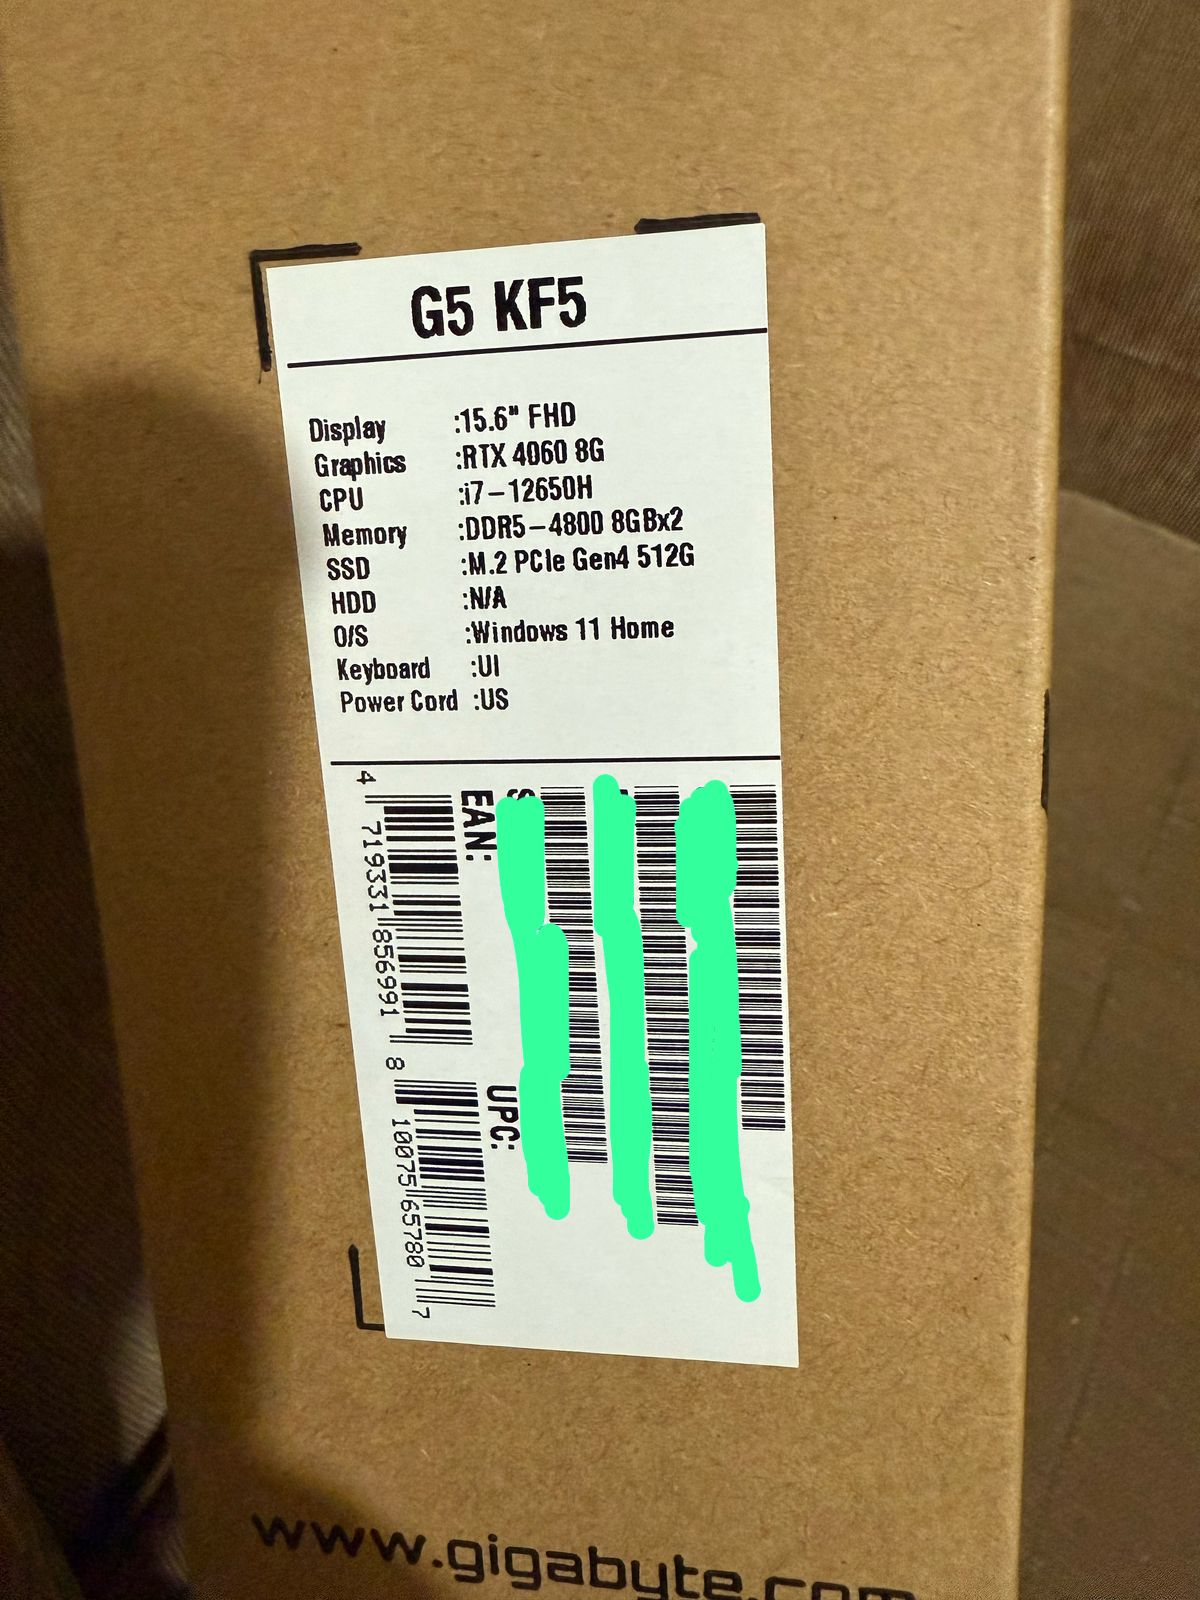 G5 KF5
Display :15.6" FHD
Graphics :RTX 4060 8G
CPU :i7-12650H
Memory :DDR5-4800 8GBx2
SSD :M.2 PCIe Gen4 512G
HDD :N/A
O/S :Windows 11 Home
Keyboard :UI
Power Cord :US
EAN:
4 719331 856991
UPC:
8 10075 65780 7
www.gigabyte.com